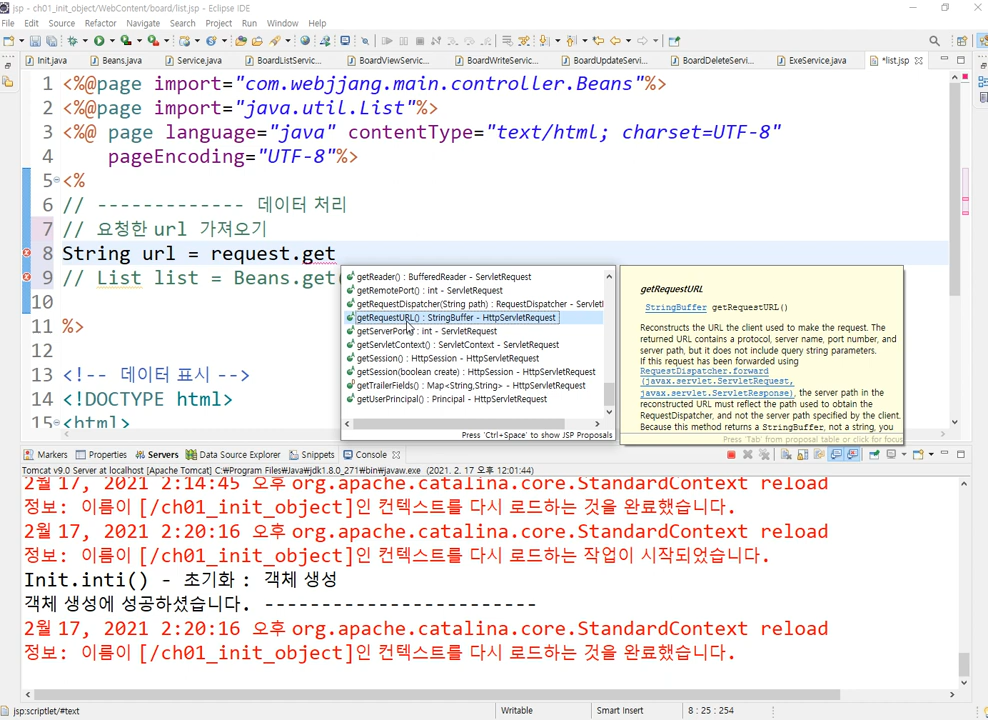 jsp - ch01_init_object/WebContent/board/list.jsp - Eclipse IDE
File Edit Source Refactor Navigate Search Project Run Window Help
Init.java Beans.java Service.java BoardListServic... BoardViewServic... BoardWriteServic... BoardUpdateServi... BoardDeleteServi... ExeService.java *list.jsp
1 <%@page import="com.webjjang.main.controller.Beans"%>
2 <%@page import="java.util.List"%>
3 <%@ page language="java" contentType="text/html; charset=UTF-8"
4 pageEncoding="UTF-8"%>
5 <%
6 // ------------- 데이터 처리
7 // 요청한 url 가져오기
8 String url = request.get
9 // List list = Beans.get(
10
11 %>
12
13 <!-- 데이터 표시 -->
14 <!DOCTYPE html>
15 <html>
getReader() : BufferedReader - ServletRequest
getRemotePort() : int - ServletRequest
getRequestDispatcher(String path) : RequestDispatcher - Servletl
getRequestURL() : StringBuffer - HttpServletRequest
getServerPort() : int - ServletRequest
getServletContext() : ServletContext - ServletRequest
getSession() : HttpSession - HttpServletRequest
getSession(boolean create) : HttpSession - HttpServletRequest
getTrailerFields() : Map<String,String> - HttpServletRequest
getUserPrincipal() : Principal - HttpServletRequest
Press 'Ctrl+Space' to show JSP Proposals
getRequestURL
StringBuffer getRequestURL()
Reconstructs the URL the client used to make the request. The
returned URL contains a protocol, server name, port number, and
server path, but it does not include query string parameters.
If this request has been forwarded using
RequestDispatcher.forward
(javax.servlet.ServletRequest,
javax.servlet.ServletResponse), the server path in the
reconstructed URL must reflect the path used to obtain the
RequestDispatcher, and not the server path specified by the client.
Because this method returns a StringBuffer, not a string, you
Press 'Tab' from proposal table or click for focus
Markers Properties Servers Data Source Explorer Snippets Console
Tomcat v9.0 Server at localhost [Apache Tomcat] C:\Program Files\Java\jdk1.8.0_271\bin\javaw.exe (2021. 2. 17 오후 12:01:44)
2월 17, 2021 2:14:45 오후 org.apache.catalina.core.StandardContext reload
정보: 이름이 [/ch01_init_object]인 컨텍스트를 다시 로드하는 것을 완료했습니다.
2월 17, 2021 2:20:16 오후 org.apache.catalina.core.StandardContext reload
정보: 이름이 [/ch01_init_object]인 컨텍스트를 다시 로드하는 작업이 시작되었습니다.
Init.inti() - 초기화 : 객체 생성
객체 생성에 성공하셨습니다. -------------------------
2월 17, 2021 2:20:16 오후 org.apache.catalina.core.StandardContext reload
정보: 이름이 [/ch01_init_object]인 컨텍스트를 다시 로드하는 것을 완료했습니다.
jsp:scriptlet/#text Writable Smart Insert 8 : 25 : 254